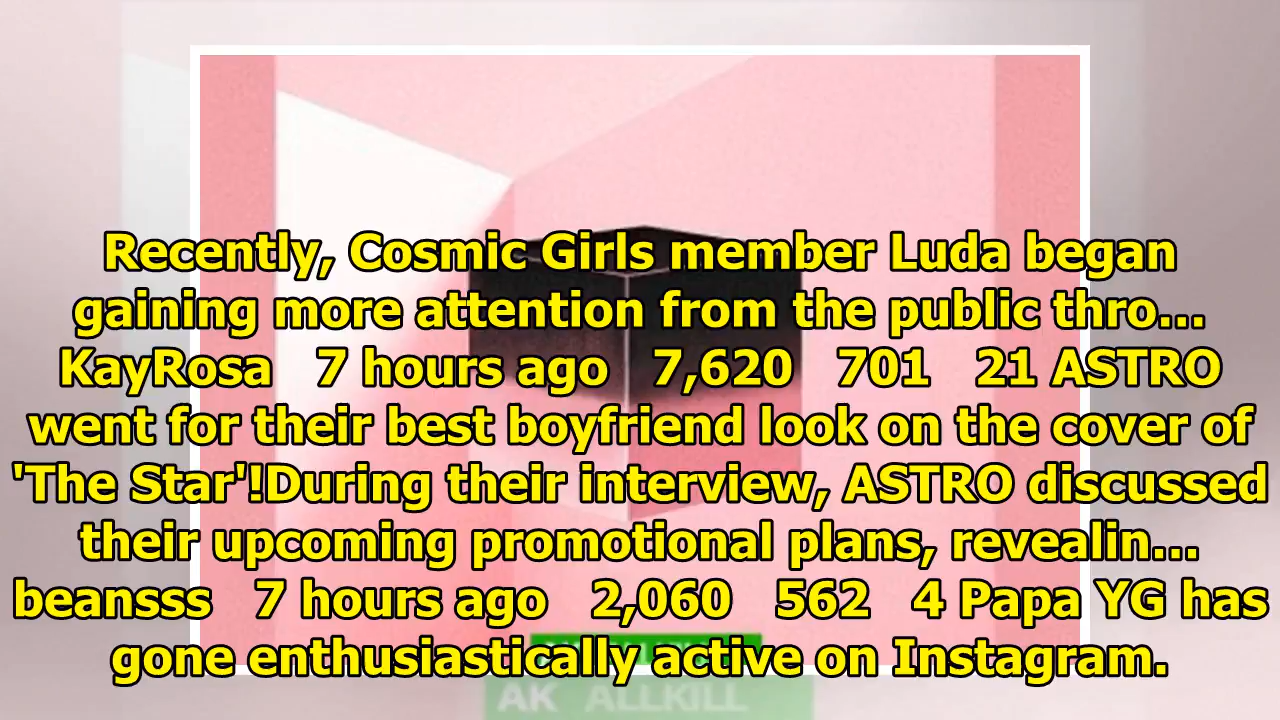 Recently, Cosmic Girls member Luda began
gaining more attention from the public thro...
KayRosa 7 hours ago 7,620 701 21 ASTRO
went for their best boyfriend look on the cover of
'The Star'!During their interview, ASTRO discussed
their upcoming promotional plans, revealin...
beansss 7 hours ago 2,060 562 4 Papa YG has
gone enthusiastically active on Instagram.
AK ALLKILL